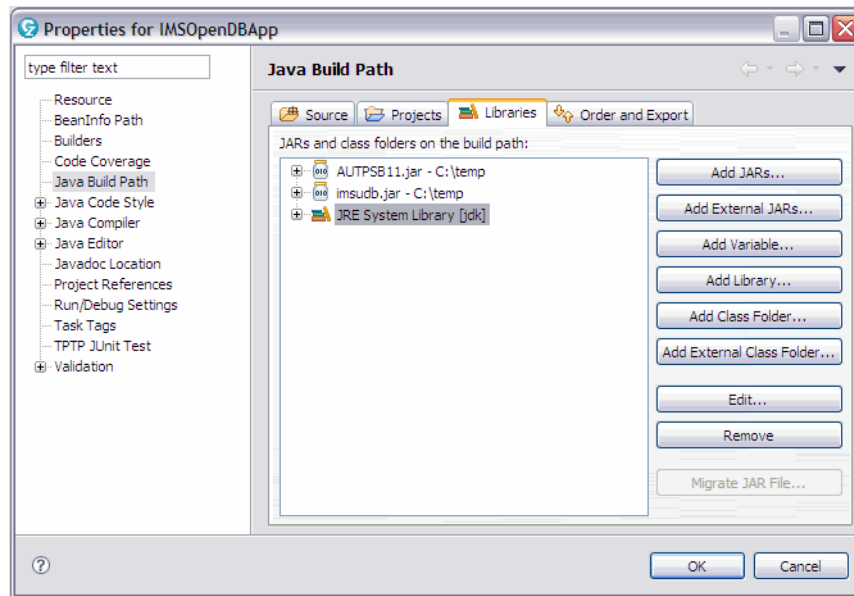 Properties for IMSOpenDBApp
type filter text
Resource
BeanInfo Path
Builders
Code Coverage
Java Build Path
Java Code Style
Java Compiler
Java Editor
Javadoc Location
Project References
Run/Debug Settings
Task Tags
TPTP JUnit Test
Validation
Java Build Path
Source
Projects
Libraries
Order and Export
JARs and class folders on the build path:
AUTPSB11.jar - C:\temp
imsudb.jar - C:\temp
JRE System Library [jdk]
Add JARs...
Add External JARs...
Add Variable...
Add Library...
Add Class Folder...
Add External Class Folder...
Edit...
Remove
Migrate JAR File...
OK
Cancel